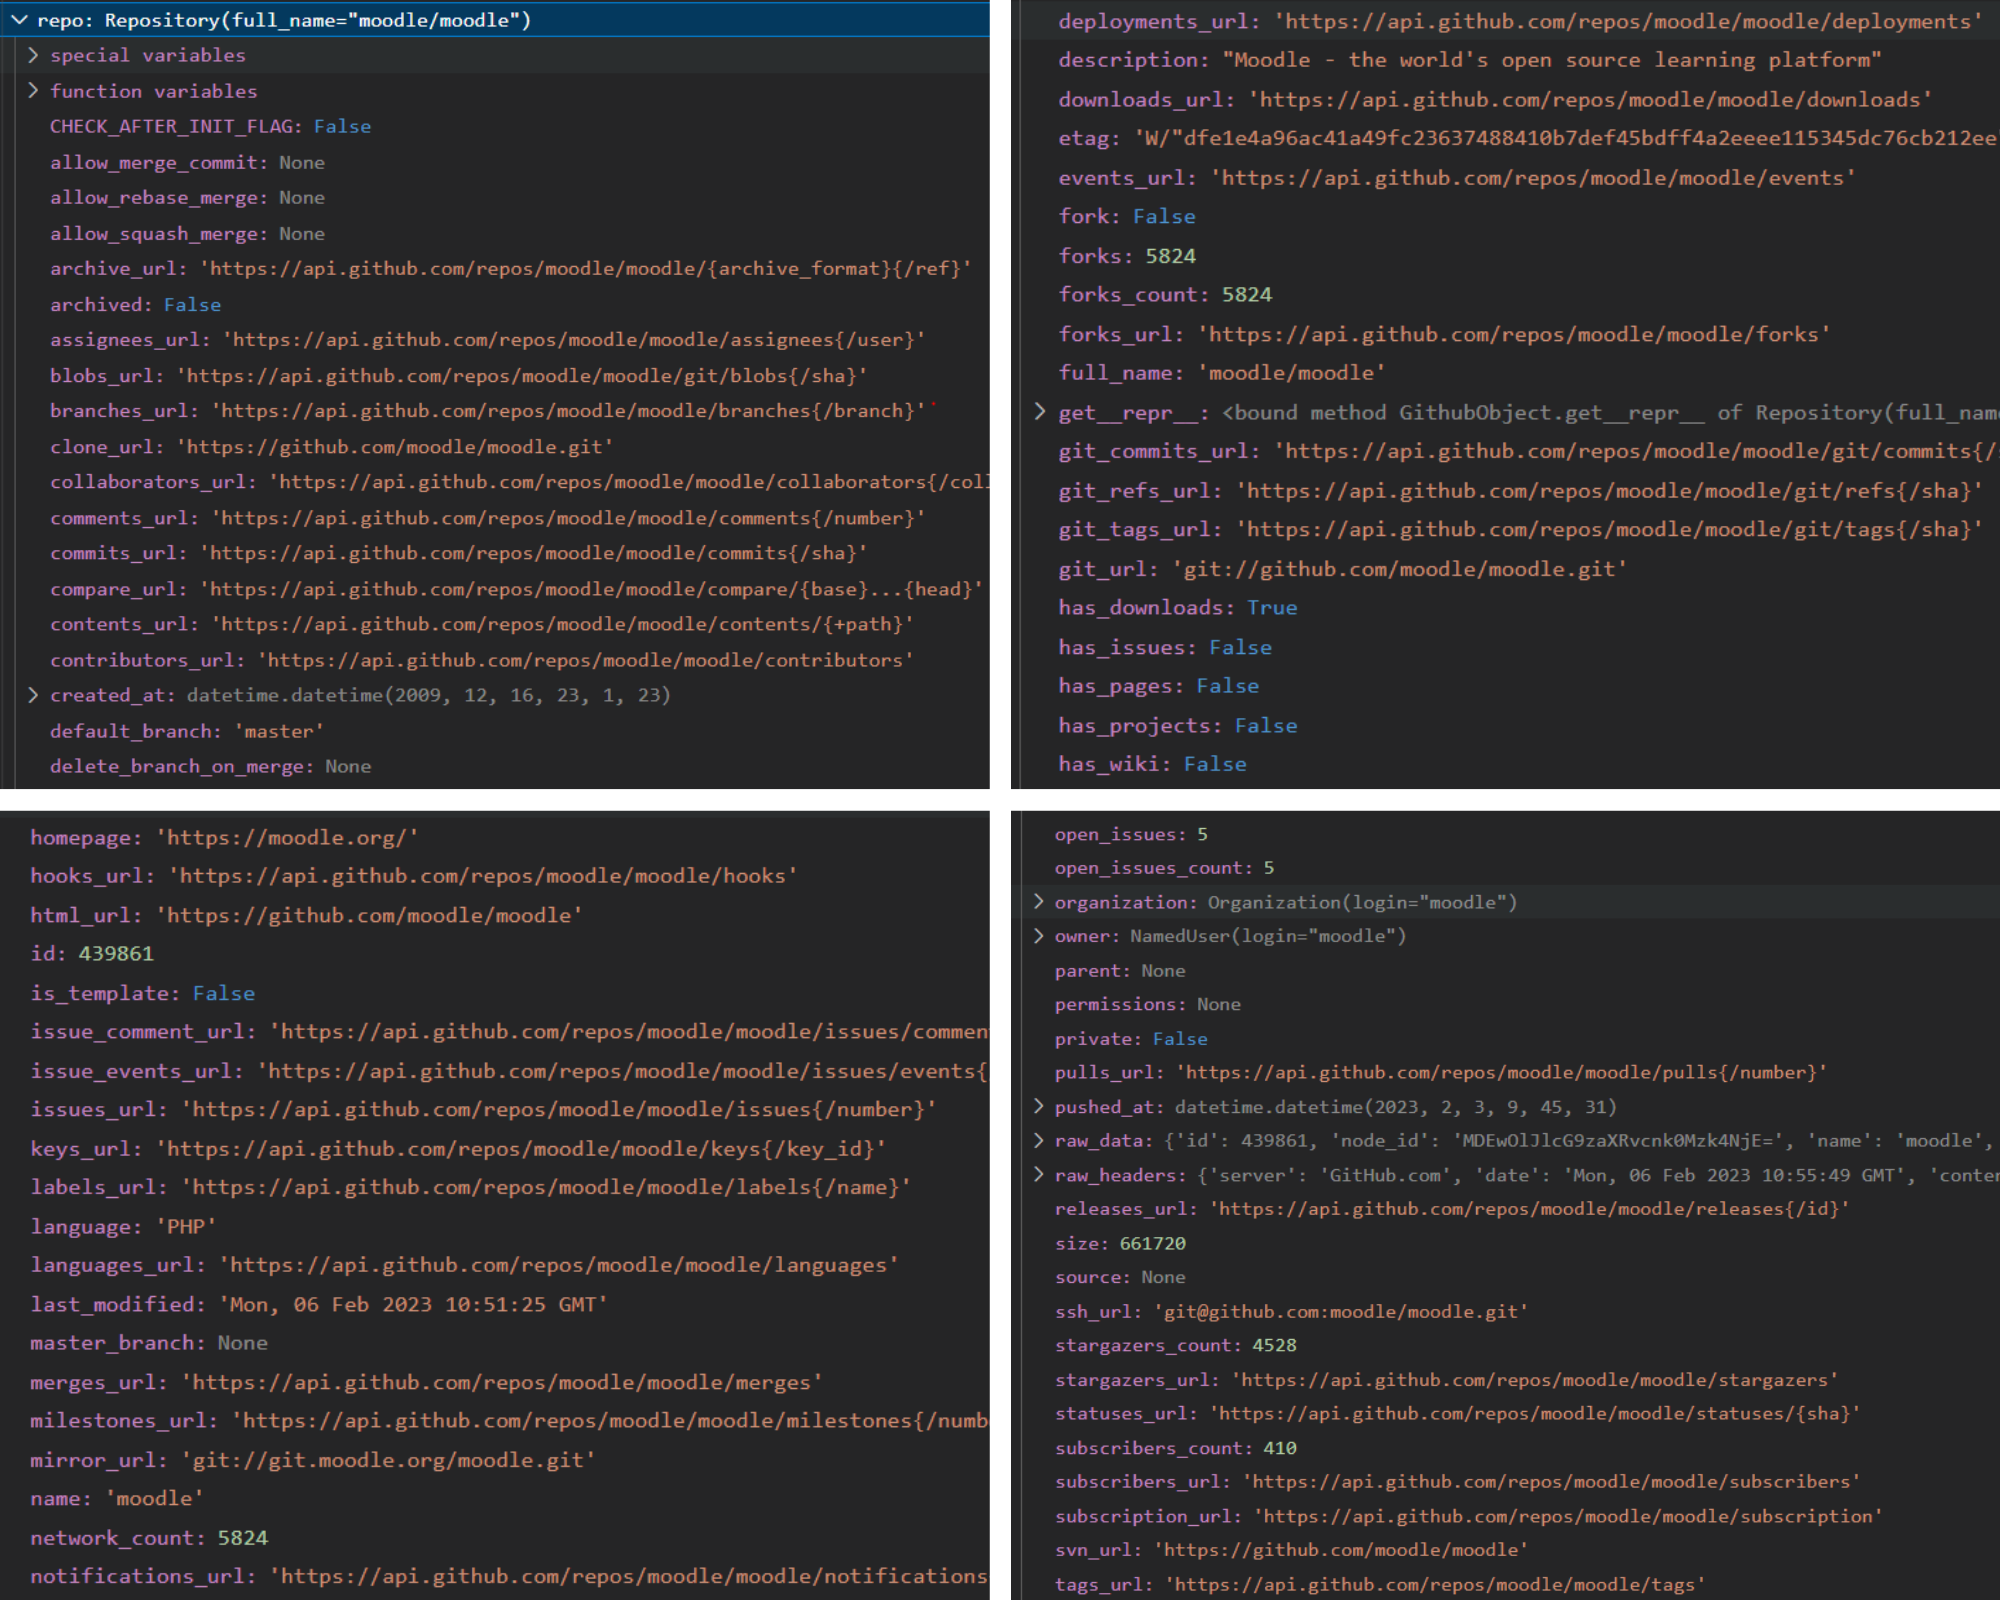 repo: Repository(full_name="moodle/moodle")
special variables
function variables
CHECK_AFTER_INIT_FLAG: False
allow_merge_commit: None
allow_rebase_merge: None
allow_squash_merge: None
archive_url: 'https://api.github.com/repos/moodle/moodle/{archive_format}{/ref}'
archived: False
assignees_url: 'https://api.github.com/repos/moodle/moodle/assignees{/user}'
blobs_url: 'https://api.github.com/repos/moodle/moodle/git/blobs{/sha}'
branches_url: 'https://api.github.com/repos/moodle/moodle/branches{/branch}'
clone_url: 'https://github.com/moodle/moodle.git'
collaborators_url: 'https://api.github.com/repos/moodle/moodle/collaborators{/coll
comments_url: 'https://api.github.com/repos/moodle/moodle/comments{/number}'
commits_url: 'https://api.github.com/repos/moodle/moodle/commits{/sha}'
compare_url: 'https://api.github.com/repos/moodle/moodle/compare/{base}...{head}'
contents_url: 'https://api.github.com/repos/moodle/moodle/contents/{+path}'
contributors_url: 'https://api.github.com/repos/moodle/moodle/contributors'
created_at: datetime.datetime(2009, 12, 16, 23, 1, 23)
default_branch: 'master'
delete_branch_on_merge: None
deployments_url: 'https://api.github.com/repos/moodle/moodle/deployments'
description: "Moodle - the world's open source learning platform"
downloads_url: 'https://api.github.com/repos/moodle/moodle/downloads'
etag: 'W/"dfe1e4a96ac41a49fc23637488410b7def45bdff4a2eeee115345dc76cb212ee
events_url: 'https://api.github.com/repos/moodle/moodle/events'
fork: False
forks: 5824
forks_count: 5824
forks_url: 'https://api.github.com/repos/moodle/moodle/forks'
full_name: 'moodle/moodle'
get__repr__: <bound method GithubObject.get__repr__ of Repository(full_nam
git_commits_url: 'https://api.github.com/repos/moodle/moodle/git/commits{/
git_refs_url: 'https://api.github.com/repos/moodle/moodle/git/refs{/sha}'
git_tags_url: 'https://api.github.com/repos/moodle/moodle/git/tags{/sha}'
git_url: 'git://github.com/moodle/moodle.git'
has_downloads: True
has_issues: False
has_pages: False
has_projects: False
has_wiki: False
homepage: 'https://moodle.org/'
hooks_url: 'https://api.github.com/repos/moodle/moodle/hooks'
html_url: 'https://github.com/moodle/moodle'
id: 439861
is_template: False
issue_comment_url: 'https://api.github.com/repos/moodle/moodle/issues/commen
issue_events_url: 'https://api.github.com/repos/moodle/moodle/issues/events{
issues_url: 'https://api.github.com/repos/moodle/moodle/issues{/number}'
keys_url: 'https://api.github.com/repos/moodle/moodle/keys{/key_id}'
labels_url: 'https://api.github.com/repos/moodle/moodle/labels{/name}'
language: 'PHP'
languages_url: 'https://api.github.com/repos/moodle/moodle/languages'
last_modified: 'Mon, 06 Feb 2023 10:51:25 GMT'
master_branch: None
merges_url: 'https://api.github.com/repos/moodle/moodle/merges'
milestones_url: 'https://api.github.com/repos/moodle/moodle/milestones{/numb
mirror_url: 'git://git.moodle.org/moodle.git'
name: 'moodle'
network_count: 5824
notifications_url: 'https://api.github.com/repos/moodle/moodle/notifications
open_issues: 5
open_issues_count: 5
organization: Organization(login="moodle")
owner: NamedUser(login="moodle")
parent: None
permissions: None
private: False
pulls_url: 'https://api.github.com/repos/moodle/moodle/pulls{/number}'
pushed_at: datetime.datetime(2023, 2, 3, 9, 45, 31)
raw_data: {'id': 439861, 'node_id': 'MDEwOlJlcG9zaXRvcnk0Mzk4NjE=', 'name': 'moodle',
raw_headers: {'server': 'GitHub.com', 'date': 'Mon, 06 Feb 2023 10:55:49 GMT', 'conten
releases_url: 'https://api.github.com/repos/moodle/moodle/releases{/id}'
size: 661720
source: None
ssh_url: 'git@github.com:moodle/moodle.git'
stargazers_count: 4528
stargazers_url: 'https://api.github.com/repos/moodle/moodle/stargazers'
statuses_url: 'https://api.github.com/repos/moodle/moodle/statuses/{sha}'
subscribers_count: 410
subscribers_url: 'https://api.github.com/repos/moodle/moodle/subscribers'
subscription_url: 'https://api.github.com/repos/moodle/moodle/subscription'
svn_url: 'https://github.com/moodle/moodle'
tags_url: 'https://api.github.com/repos/moodle/moodle/tags'